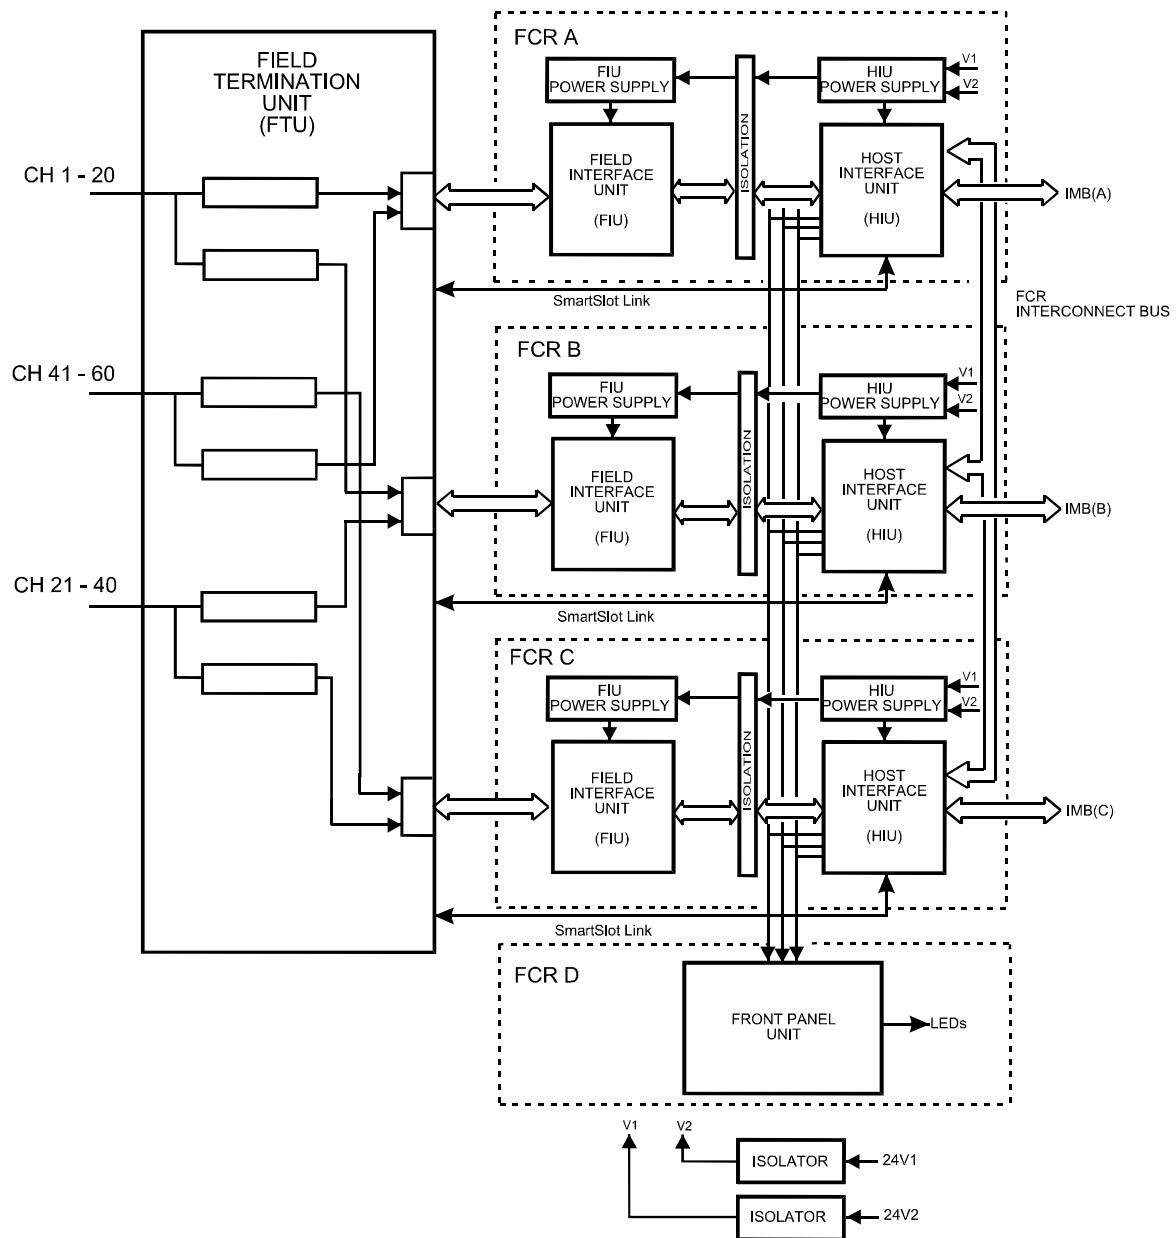 FIELD
TERMINATION
UNIT
(FTU)
CH 1 - 20
CH 41 - 60
CH 21 - 40
FCR A
FIU
POWER SUPPLY
ISOLATION
HIU
POWER SUPPLY
V1
V2
FIELD
INTERFACE
UNIT
(FIU)
HOST
INTERFACE
UNIT
(HIU)
IMB(A)
SmartSlot Link
FCR
INTERCONNECT BUS
FCR B
FIU
POWER SUPPLY
ISOLATION
HIU
POWER SUPPLY
V1
V2
FIELD
INTERFACE
UNIT
(FIU)
HOST
INTERFACE
UNIT
(HIU)
IMB(B)
SmartSlot Link
FCR C
FIU
POWER SUPPLY
ISOLATION
HIU
POWER SUPPLY
V1
V2
FIELD
INTERFACE
UNIT
(FIU)
HOST
INTERFACE
UNIT
(HIU)
IMB(C)
SmartSlot Link
FCR D
FRONT PANEL
UNIT
LEDs
V1
V2
ISOLATOR
24V1
ISOLATOR
24V2